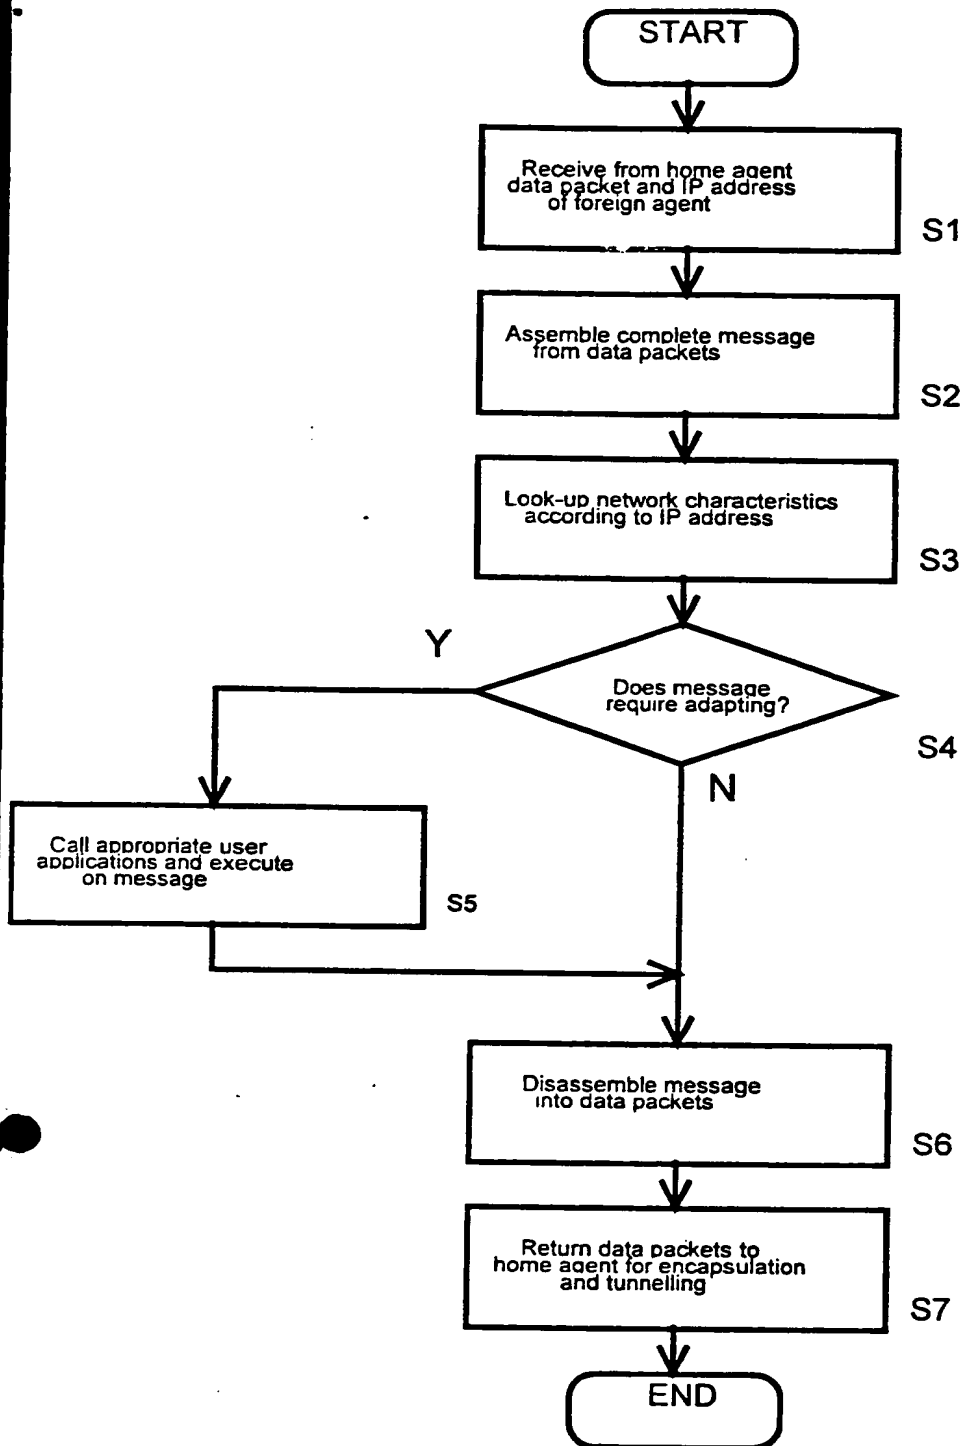 START
Receive from home agent
data packet and IP address
of foreign agent
S1
Assemble complete message
from data packets
S2
Look-up network characteristics
according to IP address
S3
Y
Does message
require adapting?
S4
N
Call appropriate user
applications and execute
on message
S5
Disassemble message
into data packets
S6
Return data packets to
home agent for encapsulation
and tunnelling
S7
END